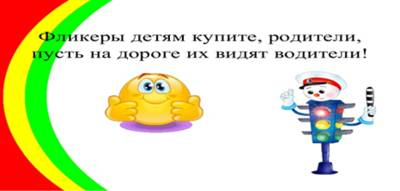 Фликеры детям купите, родители,
пусть на дороге их видят водители!